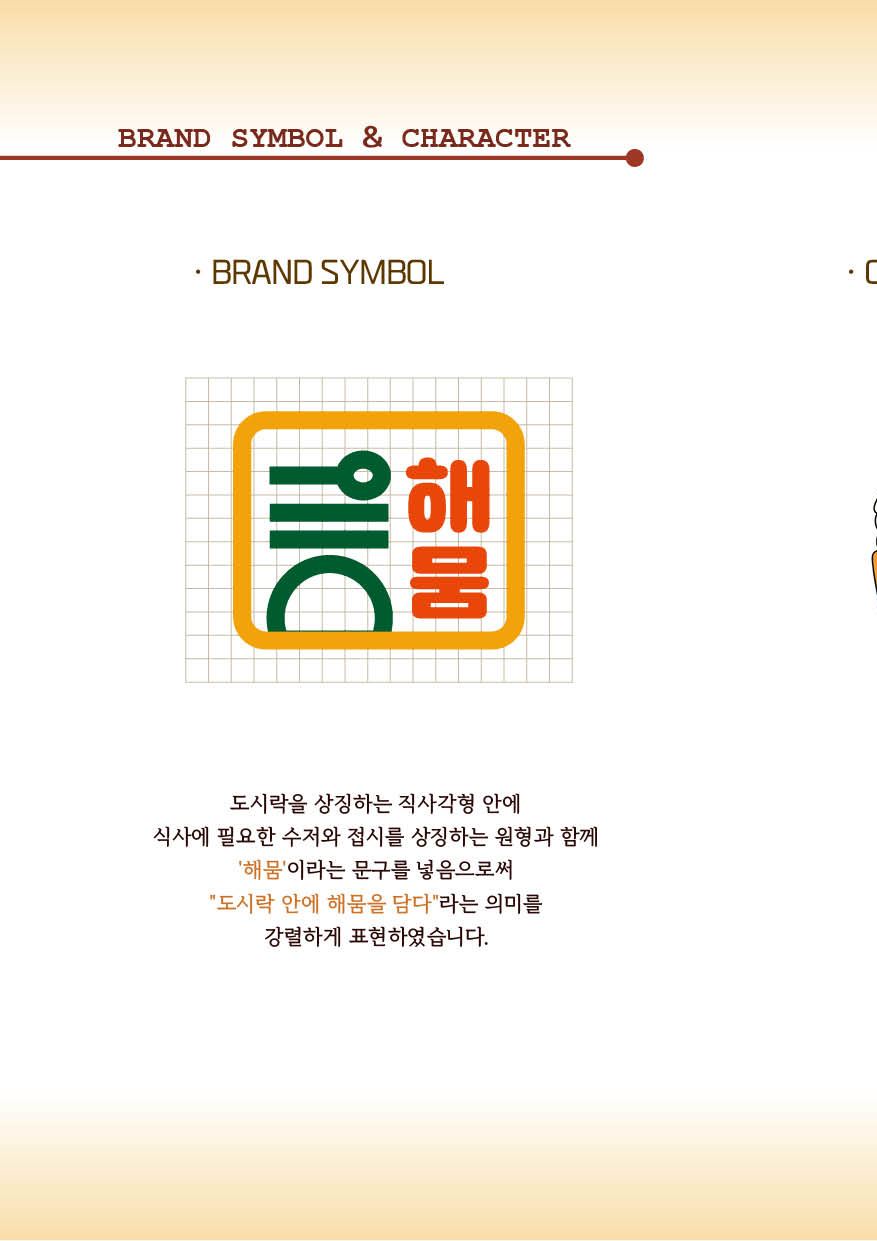 BRAND SYMBOL & CHARACTER
· BRAND SYMBOL
해
뭄
도시락을 상징하는 직사각형 안에
식사에 필요한 수저와 접시를 상징하는 원형과 함께
'해뭄'이라는 문구를 넣음으로써
"도시락 안에 해뭄을 담다"라는 의미를
강렬하게 표현하였습니다.